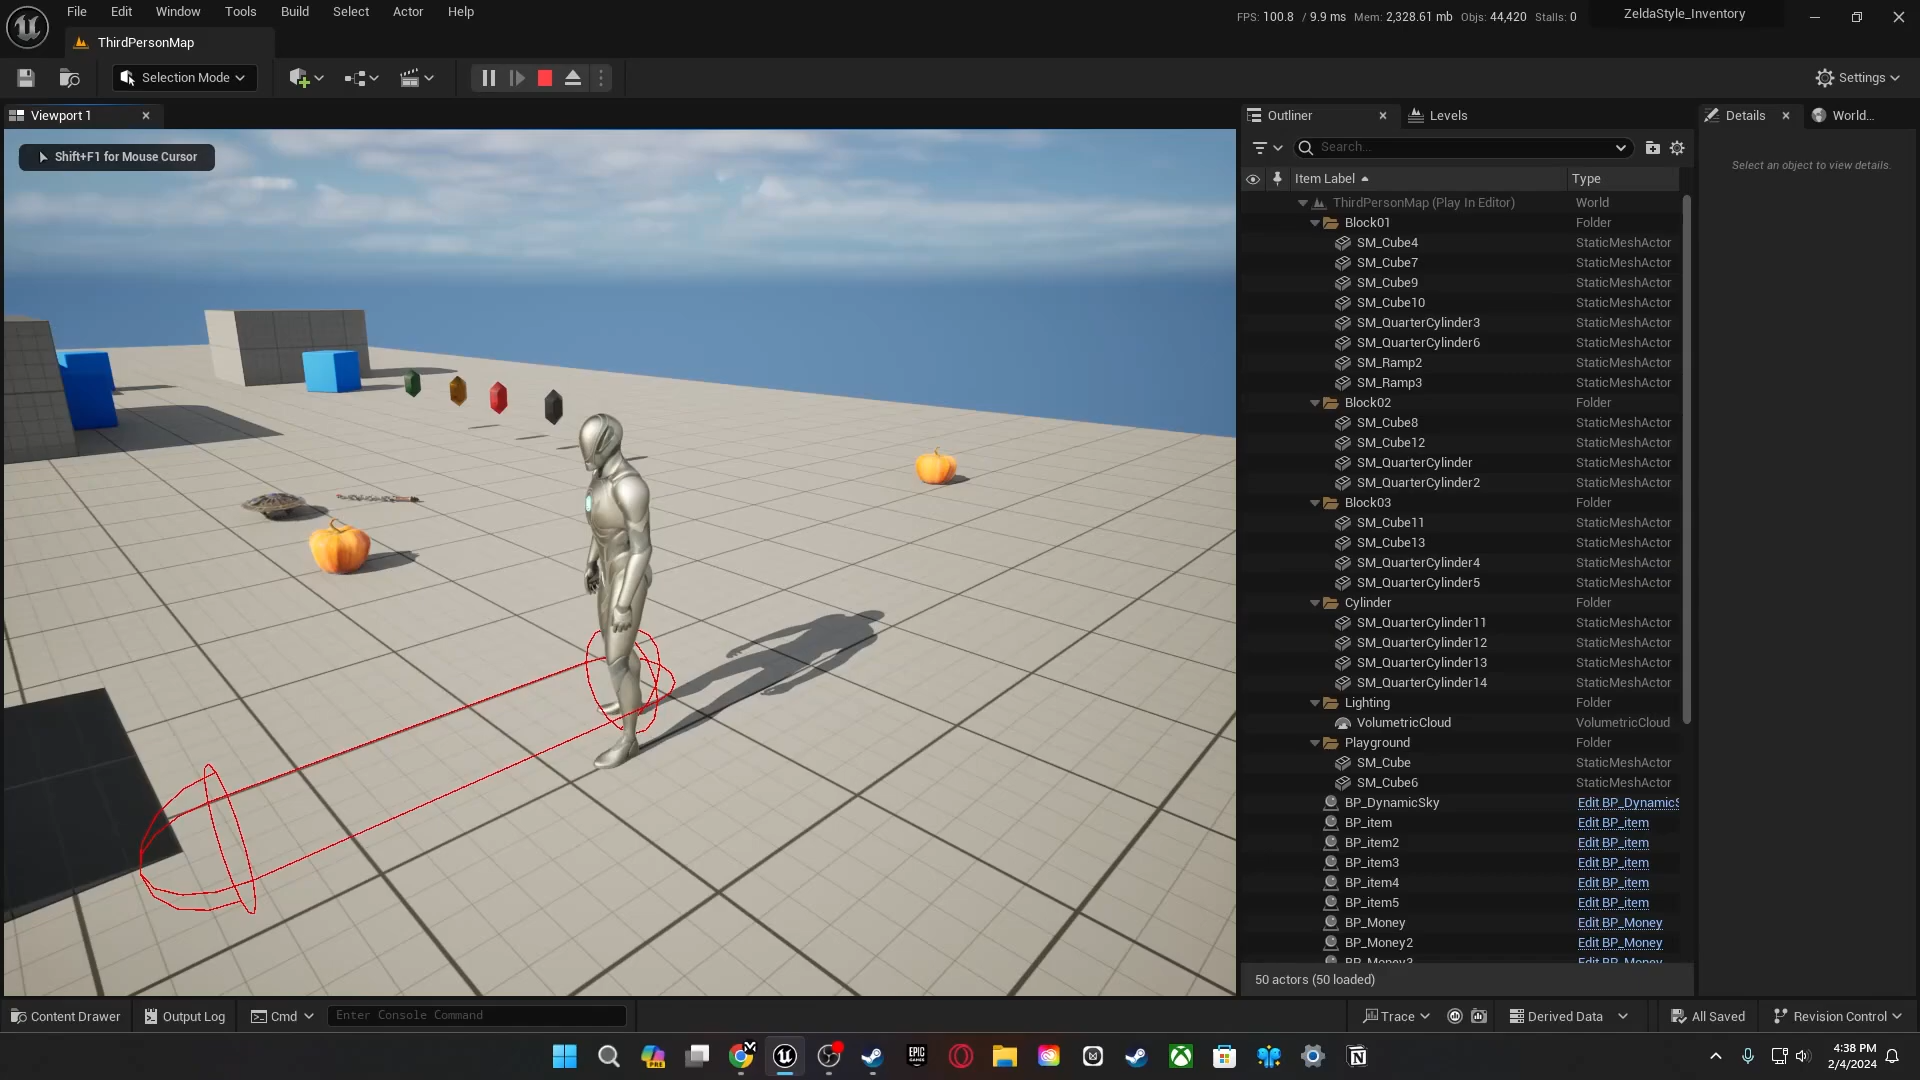 File Edit Window Tools Build Select Actor Help
FPS: 100.8 / 9.9 ms Mem: 2,328.61 mb Objs: 44,420 Stalls: 0
ZeldaStyle_Inventory
ThirdPersonMap
Selection Mode
Settings
Viewport 1
Shift+F1 for Mouse Cursor
Outliner
Levels
Details
World...
Search...
Select an object to view details.
Item Label Type
ThirdPersonMap (Play In Editor) World
Block01 Folder
SM_Cube4 StaticMeshActor
SM_Cube7 StaticMeshActor
SM_Cube9 StaticMeshActor
SM_Cube10 StaticMeshActor
SM_QuarterCylinder3 StaticMeshActor
SM_QuarterCylinder6 StaticMeshActor
SM_Ramp2 StaticMeshActor
SM_Ramp3 StaticMeshActor
Block02 Folder
SM_Cube8 StaticMeshActor
SM_Cube12 StaticMeshActor
SM_QuarterCylinder StaticMeshActor
SM_QuarterCylinder2 StaticMeshActor
Block03 Folder
SM_Cube11 StaticMeshActor
SM_Cube13 StaticMeshActor
SM_QuarterCylinder4 StaticMeshActor
SM_QuarterCylinder5 StaticMeshActor
Cylinder Folder
SM_QuarterCylinder11 StaticMeshActor
SM_QuarterCylinder12 StaticMeshActor
SM_QuarterCylinder13 StaticMeshActor
SM_QuarterCylinder14 StaticMeshActor
Lighting Folder
VolumetricCloud VolumetricCloud
Playground Folder
SM_Cube StaticMeshActor
SM_Cube6 StaticMeshActor
BP_DynamicSky Edit BP_DynamicS
BP_item Edit BP_item
BP_item2 Edit BP_item
BP_item3 Edit BP_item
BP_item4 Edit BP_item
BP_item5 Edit BP_item
BP_Money Edit BP_Money
BP_Money2 Edit BP_Money
BP_Money3 Edit BP_Money
50 actors (50 loaded)
Content Drawer Output Log Cmd Enter Console Command
Trace Derived Data All Saved Revision Control
PRE
EPIC GAMES
4:38 PM
2/4/2024